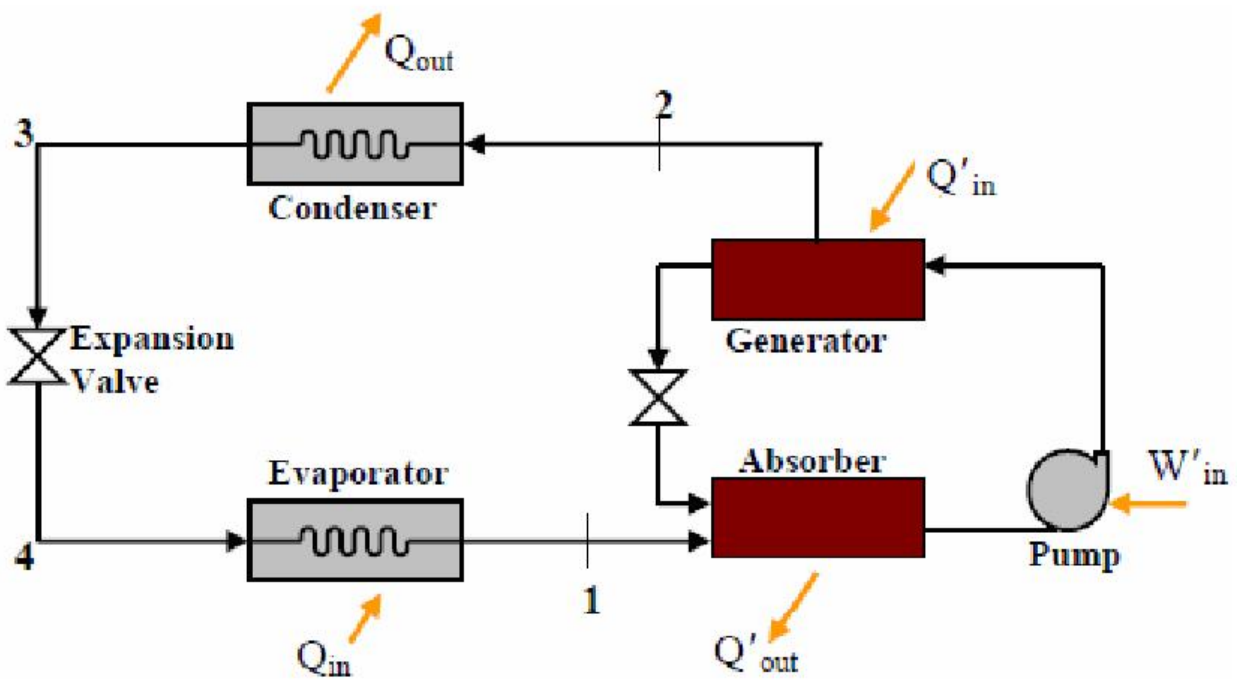 Qout
2
3
Q'in
Condenser
Expansion
Valve
Generator
Evaporator
Absorber
W'in
4
Pump
1
Qin
Q'out